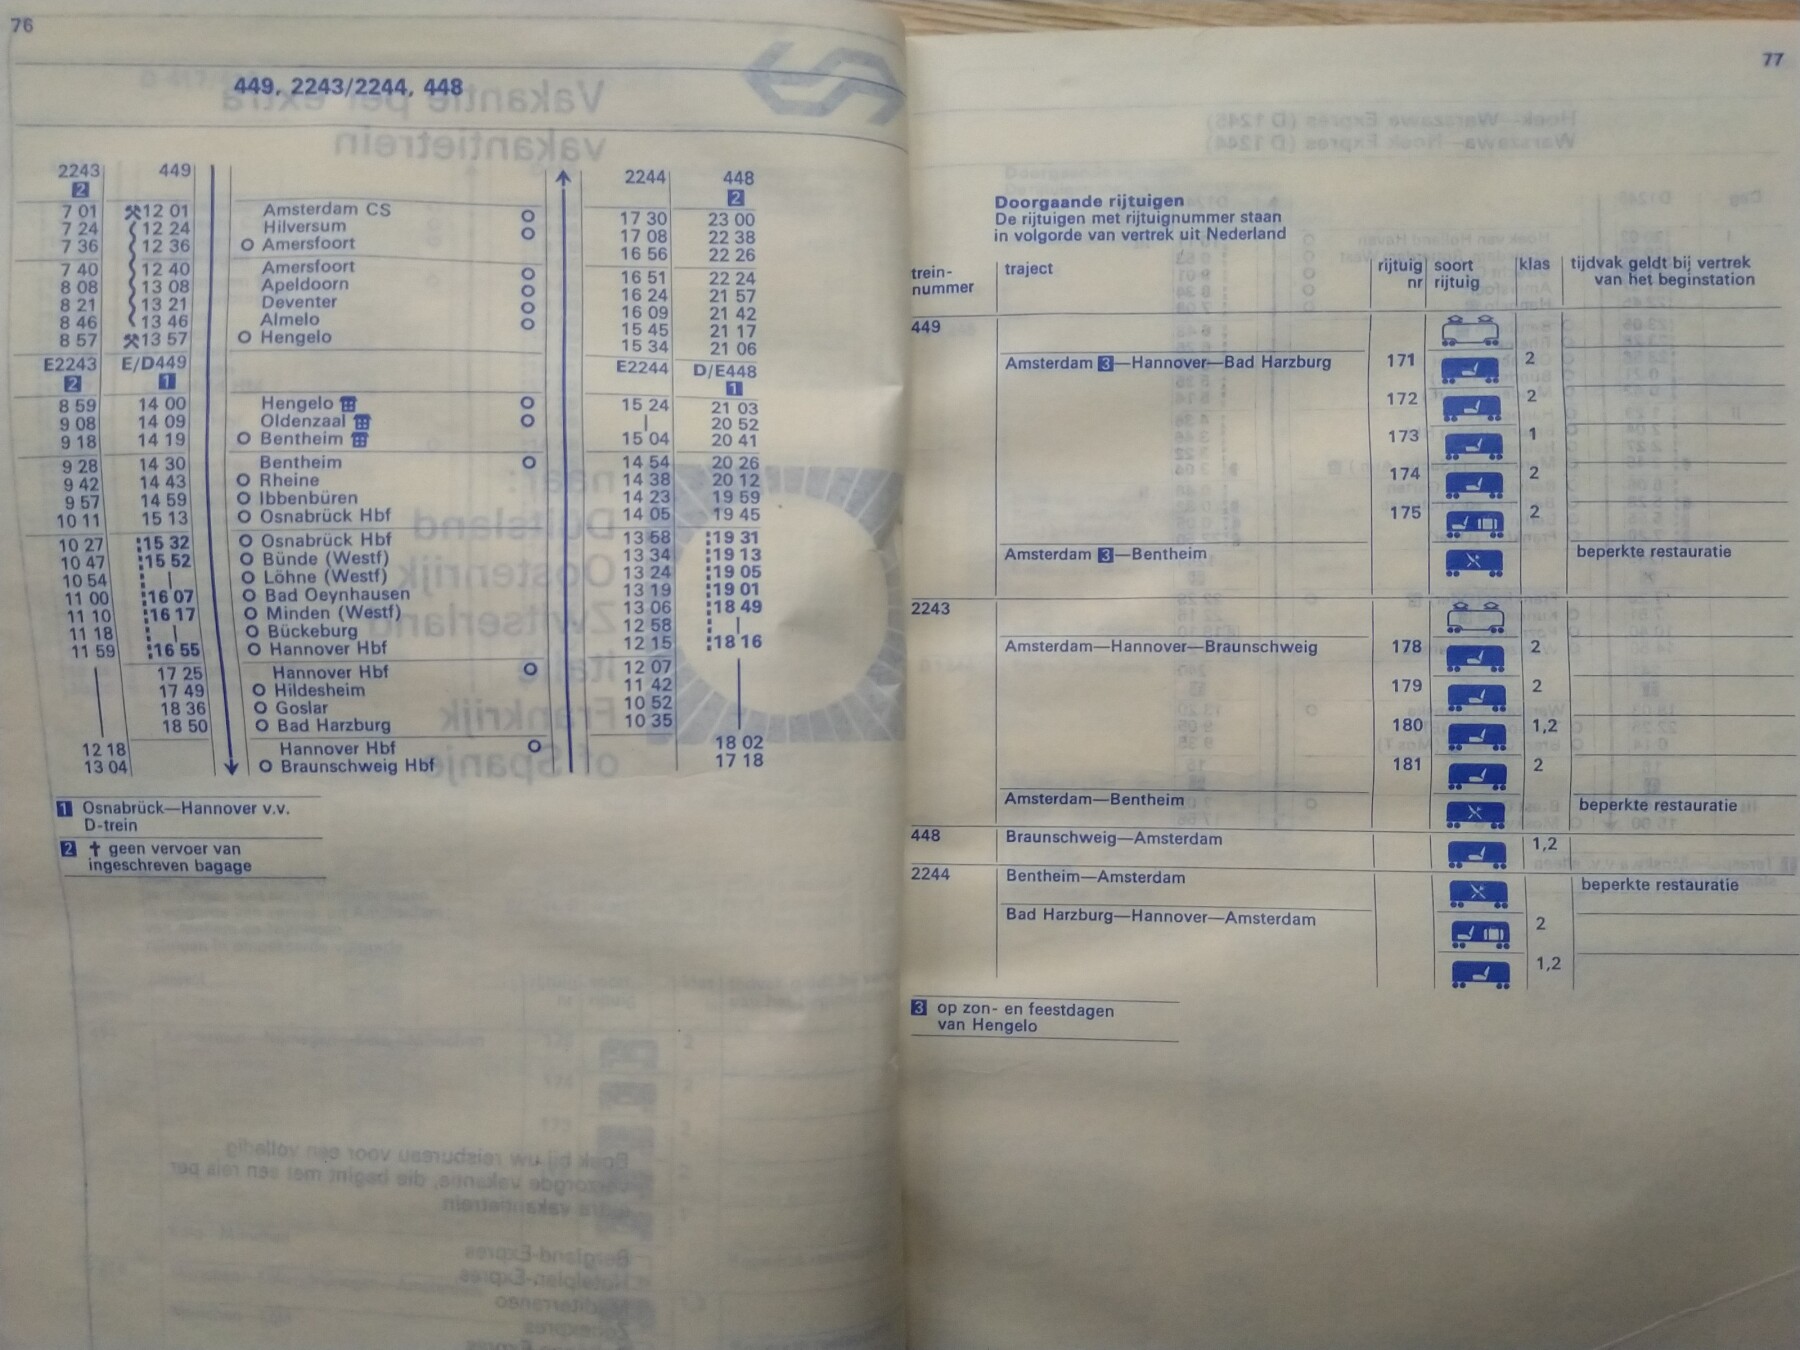 76
449, 2243/2244, 448
2243 449 2244 448
2 2
7 01 12 01 Amsterdam CS 17 30 23 00
7 24 12 24 Hilversum 17 08 22 38
7 36 12 36 Amersfoort 16 56 22 26
7 40 12 40 Amersfoort 16 51 22 24
8 08 13 08 Apeldoorn 16 24 21 57
8 21 13 21 Deventer 16 09 21 42
8 46 13 46 Almelo 15 45 21 17
8 57 13 57 Hengelo 15 34 21 06
E2243 E/D449 E2244 D/E448
2 1 1
8 59 14 00 Hengelo 15 24 21 03
9 08 14 09 Oldenzaal | 20 52
9 18 14 19 Bentheim 15 04 20 41
9 28 14 30 Bentheim 14 54 20 26
9 42 14 43 Rheine 14 38 20 12
9 57 14 59 Ibbenbüren 14 23 19 59
10 11 15 13 Osnabrück Hbf 14 05 19 45
10 27 15 32 Osnabrück Hbf 13 58 19 31
10 47 15 52 Bünde (Westf) 13 34 19 13
10 54 | Löhne (Westf) 13 24 19 05
11 00 16 07 Bad Oeynhausen 13 19 19 01
11 10 16 17 Minden (Westf) 13 06 18 49
11 18 | Bückeburg 12 58 |
11 59 16 55 Hannover Hbf 12 15 18 16
17 25 Hannover Hbf 12 07
17 49 Hildesheim 11 42
18 36 Goslar 10 52
18 50 Bad Harzburg 10 35
12 18 Hannover Hbf 18 02
13 04 Braunschweig Hbf 17 18
1 Osnabrück—Hannover v.v.
D-trein
2 ✝ geen vervoer van
ingeschreven bagage
77
Doorgaande rijtuigen
De rijtuigen met rijtuignummer staan
in volgorde van vertrek uit Nederland
trein- traject rijtuig soort klas tijdvak geldt bij vertrek
nummer nr rijtuig van het beginstation
449
Amsterdam 3—Hannover—Bad Harzburg 171 2
172 2
173 1
174 2
175 2
Amsterdam 3—Bentheim beperkte restauratie
2243
Amsterdam—Hannover—Braunschweig 178 2
179 2
180 1,2
181 2
Amsterdam—Bentheim beperkte restauratie
448 Braunschweig—Amsterdam 1,2
2244 Bentheim—Amsterdam beperkte restauratie
Bad Harzburg—Hannover—Amsterdam 2
1,2
3 op zon- en feestdagen
van Hengelo